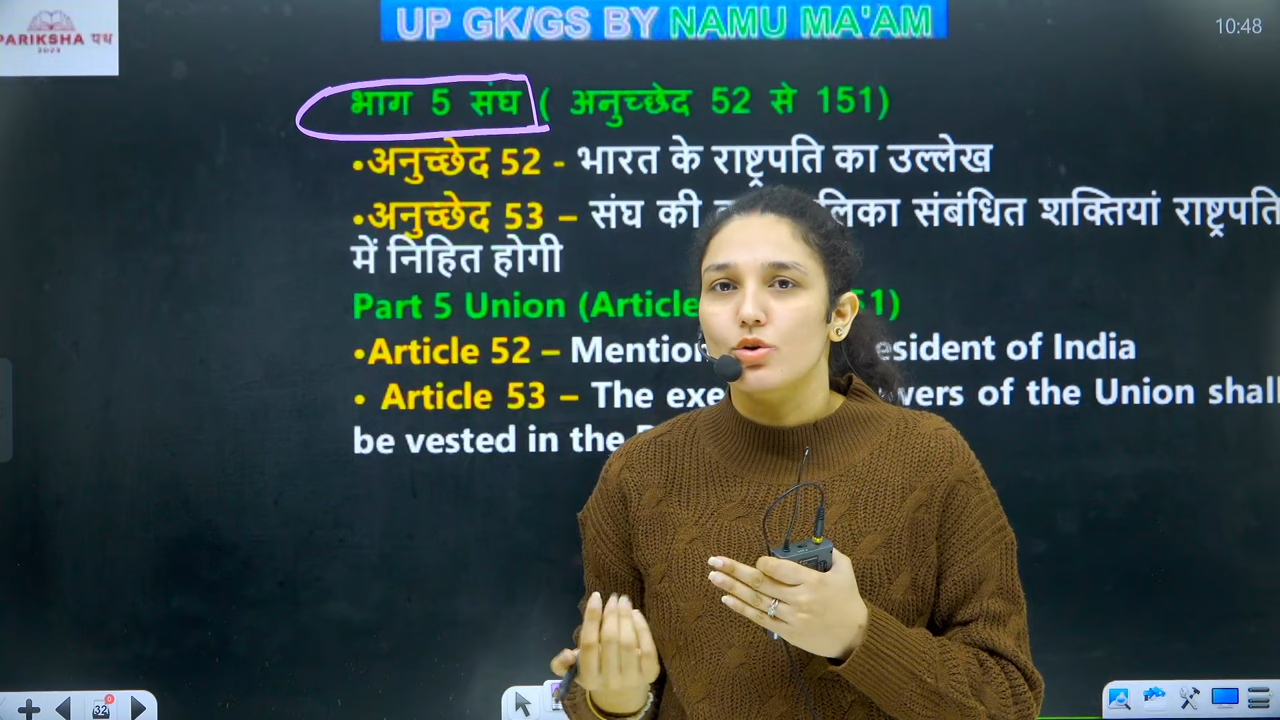 PARIKSHA पथ
UP GK/GS BY NAMU MA'AM
10:48
भाग 5 संघ ( अनुच्छेद 52 से 151)
•अनुच्छेद 52 - भारत के राष्ट्रपति का उल्लेख
•अनुच्छेद 53 – संघ की संबंधित शक्तियां राष्ट्रपति
में निहित होगी
Part 5 Union (Article 51)
•Article 52 – Mention esident of India
• Article 53 – The exe wers of the Union shall
be vested in the
32